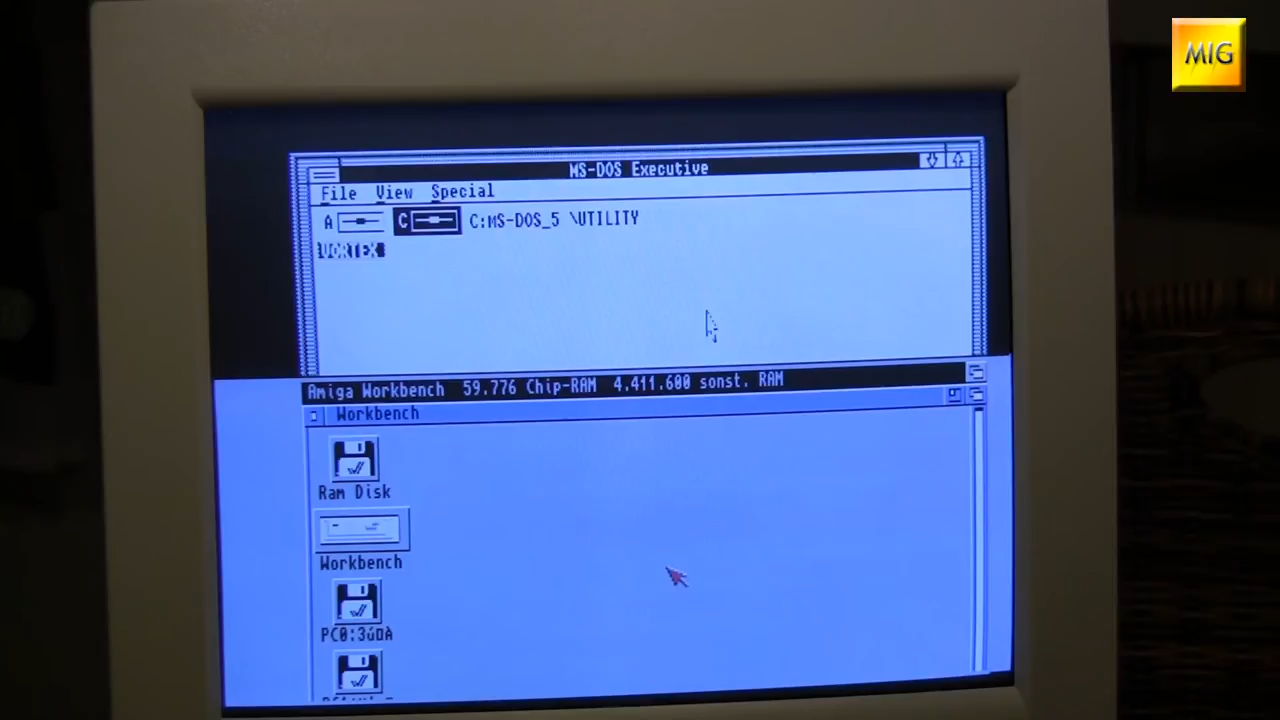 MIG
MS-DOS Executive
File View Special
A C C:MS-DOS_5 \UTILITY
VORTEX
Amiga Workbench 59.776 Chip-RAM 4.411.600 sonst. RAM
Workbench
Ram Disk
Workbench
PC0: